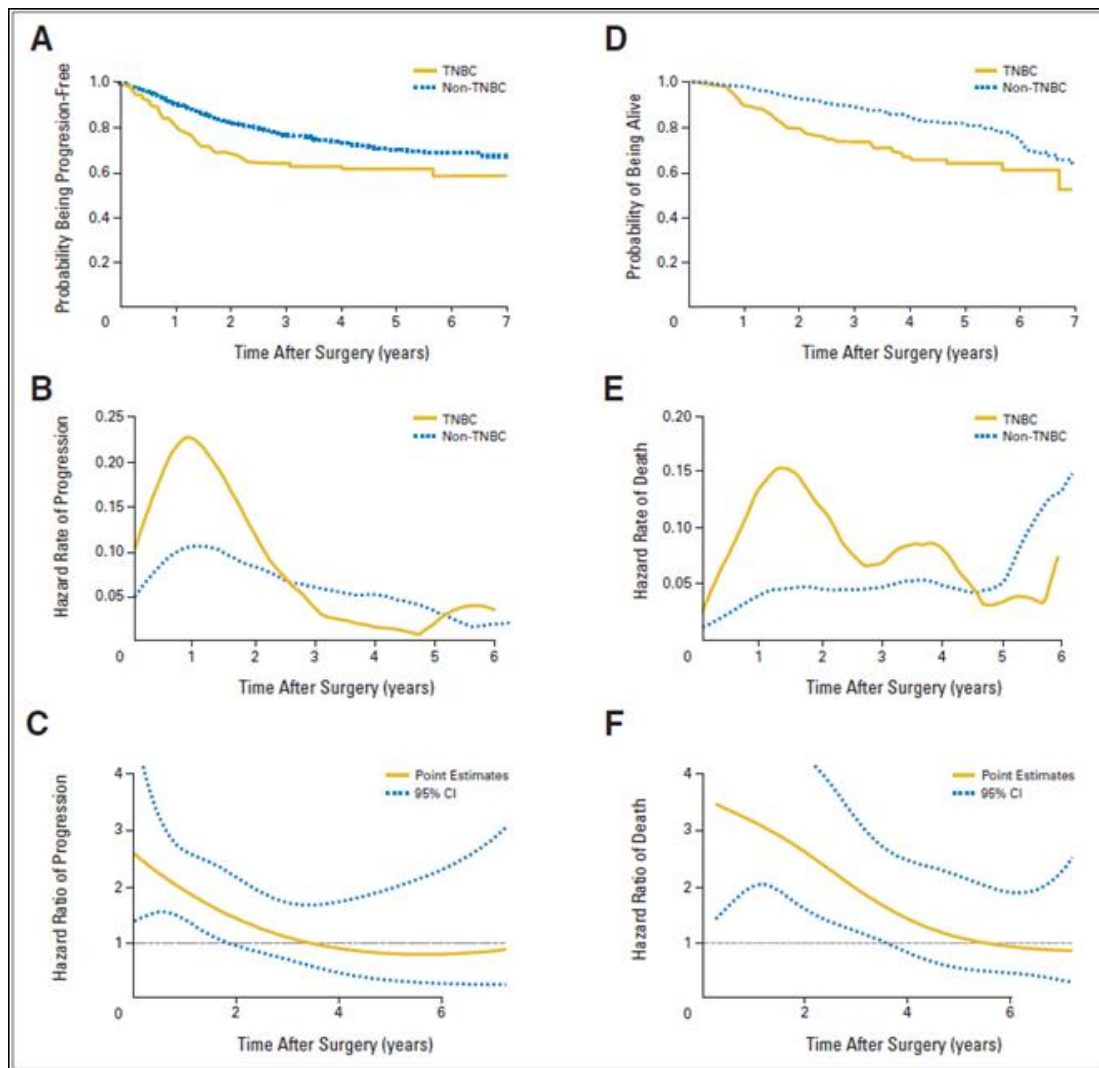 A
TNBC
Non-TNBC
Probability Being Progresion-Free
1.0
0.8
0.6
0.4
0.2
0
1
2
3
4
5
6
7
Time After Surgery (years)
D
TNBC
Non-TNBC
Probability of Being Alive
1.0
0.8
0.6
0.4
0.2
0
1
2
3
4
5
6
7
Time After Surgery (years)
B
TNBC
Non-TNBC
Hazard Rate of Progression
0.25
0.20
0.15
0.10
0.05
0
1
2
3
4
5
6
Time After Surgery (years)
E
TNBC
Non-TNBC
Hazard Rate of Death
0.20
0.15
0.10
0.05
0
1
2
3
4
5
6
Time After Surgery (years)
C
Point Estimates
95% CI
Hazard Ratio of Progression
4
3
2
1
0
2
4
6
Time After Surgery (years)
F
Point Estimates
95% CI
Hazard Ratio of Death
4
3
2
1
0
2
4
6
Time After Surgery (years)